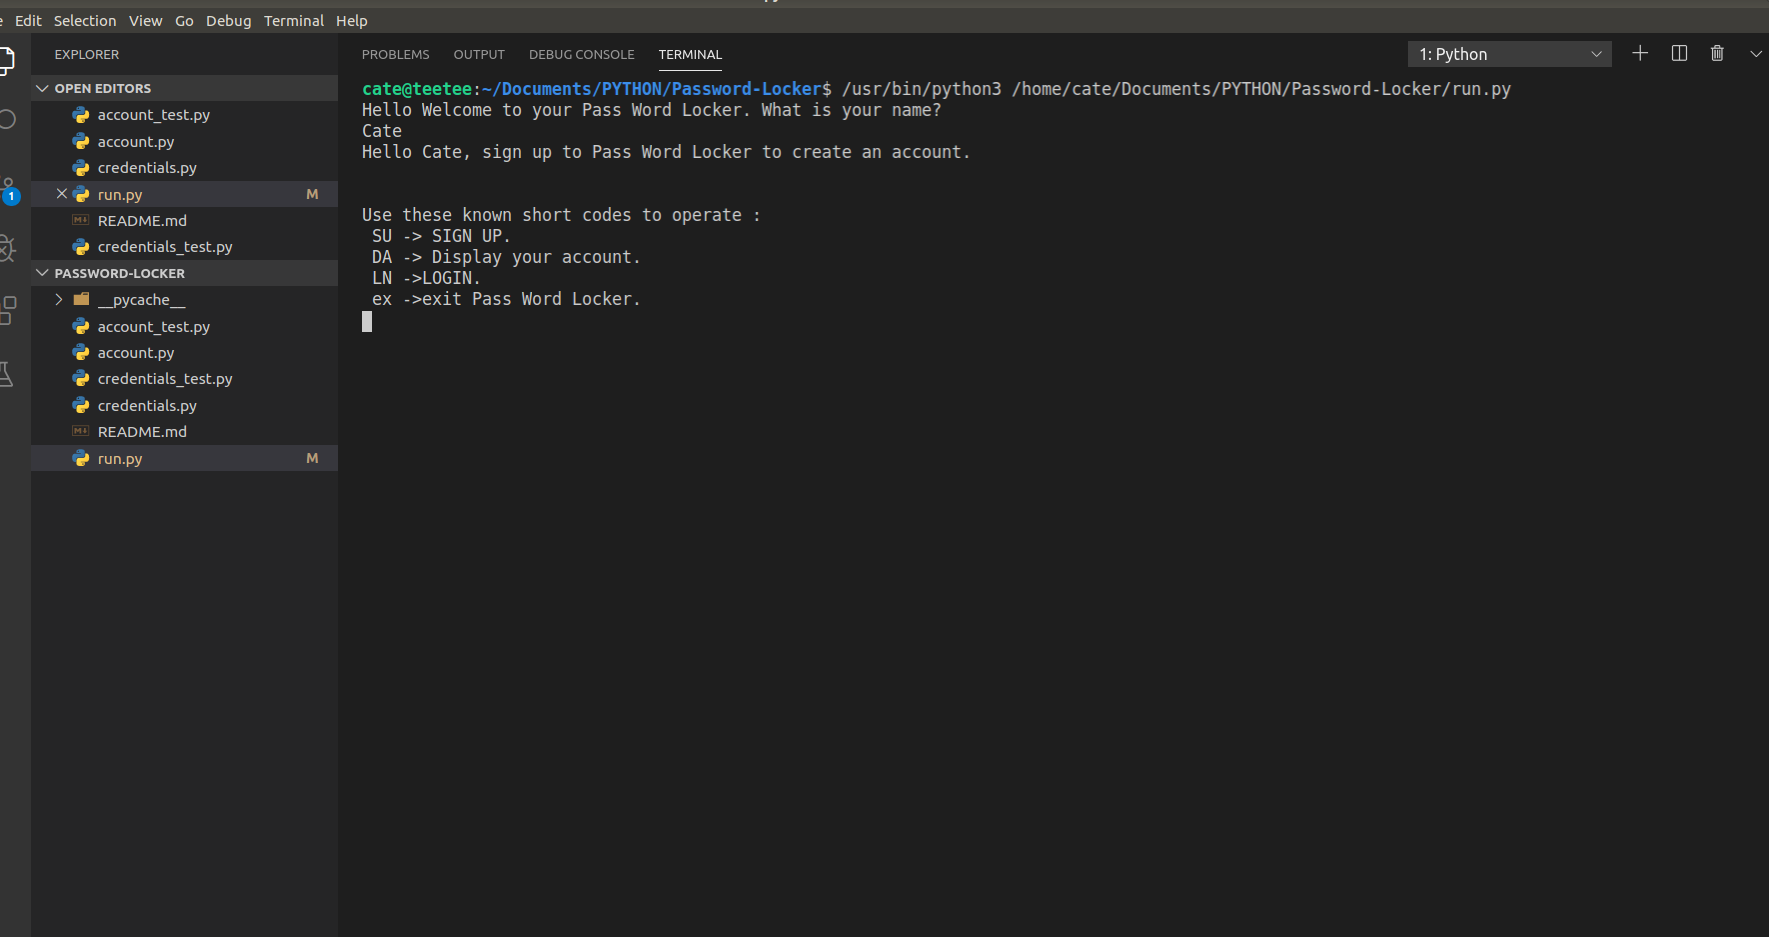 Edit Selection View Go Debug Terminal Help
EXPLORER
OPEN EDITORS
account_test.py
account.py
credentials.py
run.py M
README.md
credentials_test.py
PASSWORD-LOCKER
__pycache__
account_test.py
account.py
credentials_test.py
credentials.py
README.md
run.py M
1
PROBLEMS OUTPUT DEBUG CONSOLE TERMINAL
1: Python
cate@teetee:~/Documents/PYTHON/Password-Locker$ /usr/bin/python3 /home/cate/Documents/PYTHON/Password-Locker/run.py
Hello Welcome to your Pass Word Locker. What is your name?
Cate
Hello Cate, sign up to Pass Word Locker to create an account.
Use these known short codes to operate :
SU -> SIGN UP.
DA -> Display your account.
LN ->LOGIN.
ex ->exit Pass Word Locker.